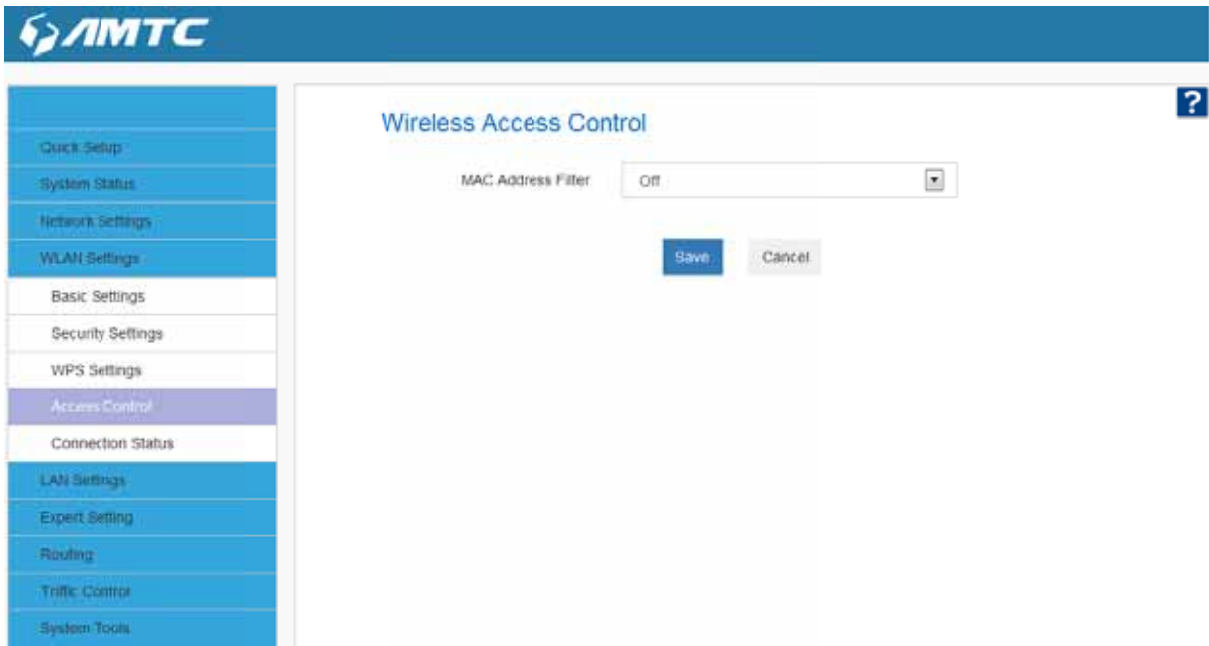 AMTC
?
Quick Setup
System Status
Network Settings
WLAN Settings
Basic Settings
Security Settings
WPS Settings
Access Control
Connection Status
LAN Settings
Expert Setting
Routing
Triffic Control
System Tools
Wireless Access Control
MAC Address Filter Off
Save Cancel